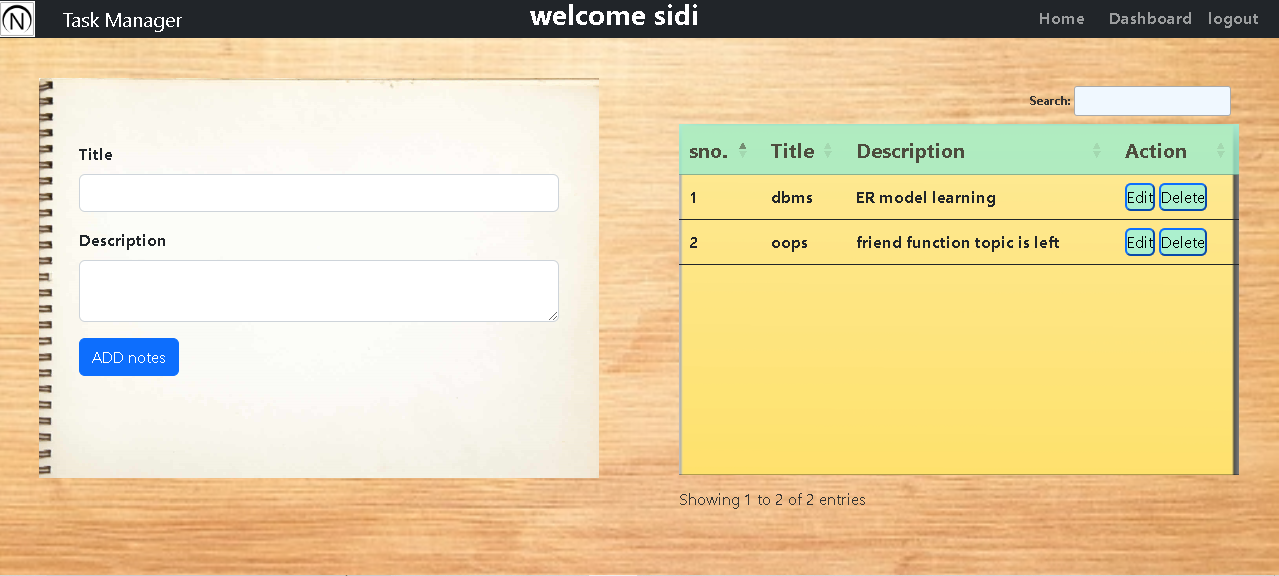 N Task Manager welcome sidi Home Dashboard logout
Title
Description
ADD notes
Search:
sno. Title Description Action
1 dbms ER model learning Edit Delete
2 oops friend function topic is left Edit Delete
Showing 1 to 2 of 2 entries